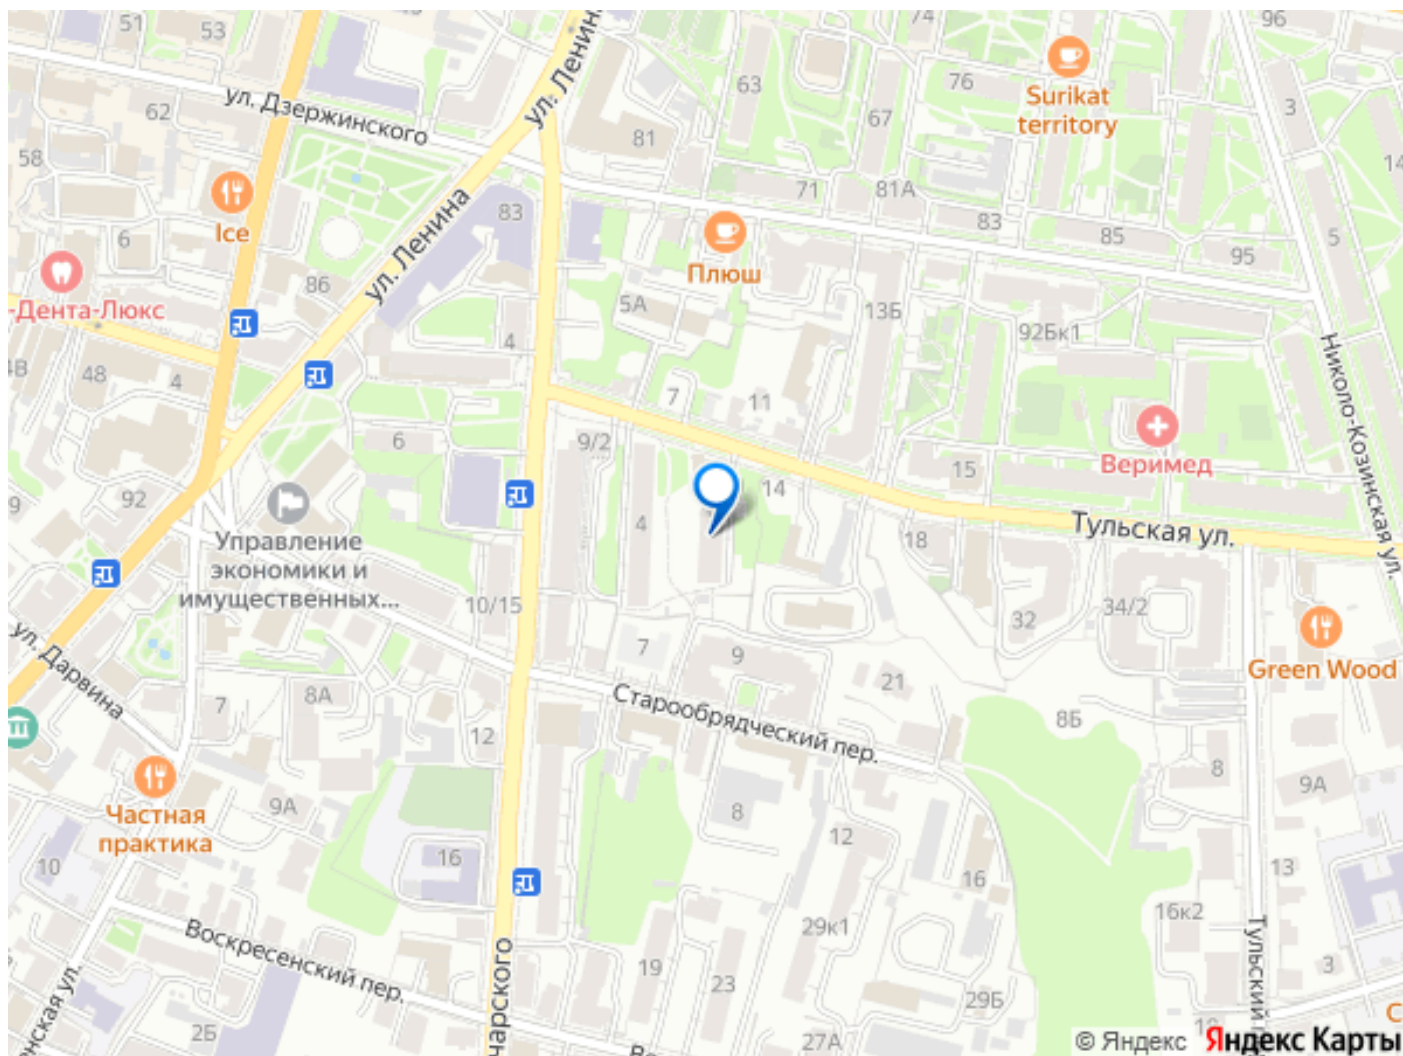 51
53
74
96
ул. Ленина
63
76
Surikat
territory
3
ул. Дзержинского
62
67
81
58
14
71
81А
83
83
85
95
5
6
Ice
ул. Ленина
Плюш
86
5А
13Б
92Бк1
-Дента-Люкс
4
48
4
7
11
Николо-Козинская ул.
6
9/2
15
Веримед
92
14
4
18
Тульская ул.
Управление
экономики и
имущественных...
10/15
32
34/2
7
9
21
Green Wood
ул. Дарвина
7
8А
Старообрядческий пер.
8Б
12
8
9А
Частная
практика
9А
8
12
10
16
16
13
29к1
16к2
Воскресенский пер.
19
23
29Б
3
2Б
27А
Тульский
© Яндекс
Яндекс Карты